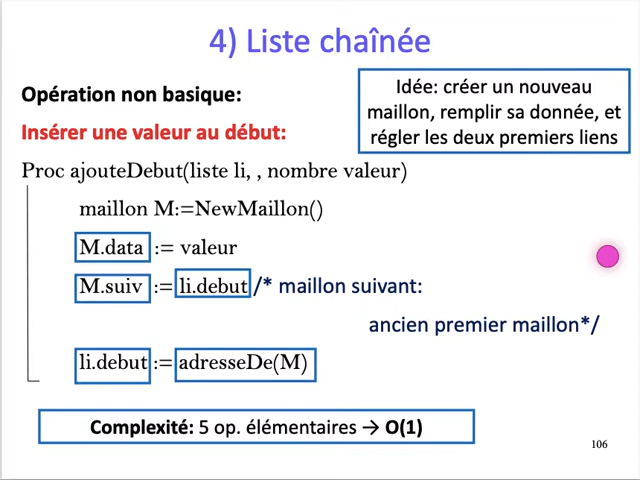 4) Liste chaînée
Opération non basique:
Idée: créer un nouveau
maillon, remplir sa donnée, et
régler les deux premiers liens
Insérer une valeur au début:
Proc ajouteDebut(liste li, , nombre valeur)
maillon M:=NewMaillon()
M.data := valeur
M.suiv := li.debut /* maillon suivant:
ancien premier maillon*/
li.debut := adresseDe(M)
Complexité: 5 op. élémentaires → O(1)
106